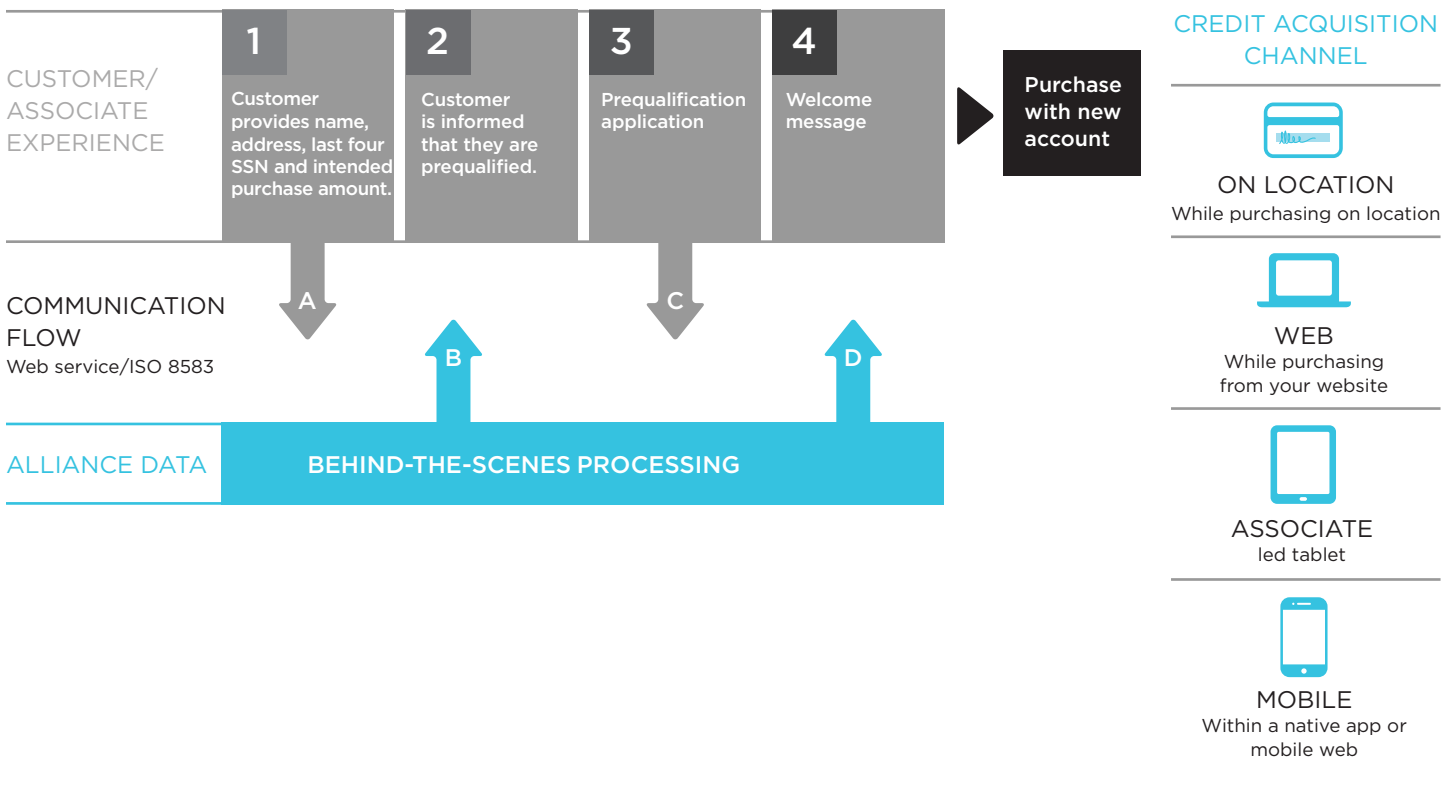 CUSTOMER/
ASSOCIATE
EXPERIENCE
1
Customer
provides name,
address, last four
SSN and intended
purchase amount.
2
Customer
is informed
that they are
prequalified.
3
Prequalification
application
4
Welcome
message
Purchase
with new
account
COMMUNICATION
FLOW
Web service/ISO 8583
A
B
C
D
ALLIANCE DATA
BEHIND-THE-SCENES PROCESSING
CREDIT ACQUISITION
CHANNEL
ON LOCATION
While purchasing on location
WEB
While purchasing
from your website
ASSOCIATE
led tablet
MOBILE
Within a native app or
mobile web